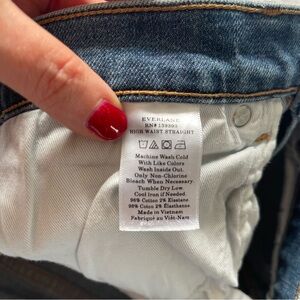 EVERLANE
RN# 139393
HIGH WAIST STRAIGHT
Machine Wash Cold
With Like Colors
Wash Inside Out.
Only Non-Chlorine
Bleach When Necessary.
Tumble Dry Low
Cool iron if Needed.
98% Cotton 2% Elastane
98% Coton 2% Élasthanne
Made in Vietnam
Fabriqué au Viêt-Nam